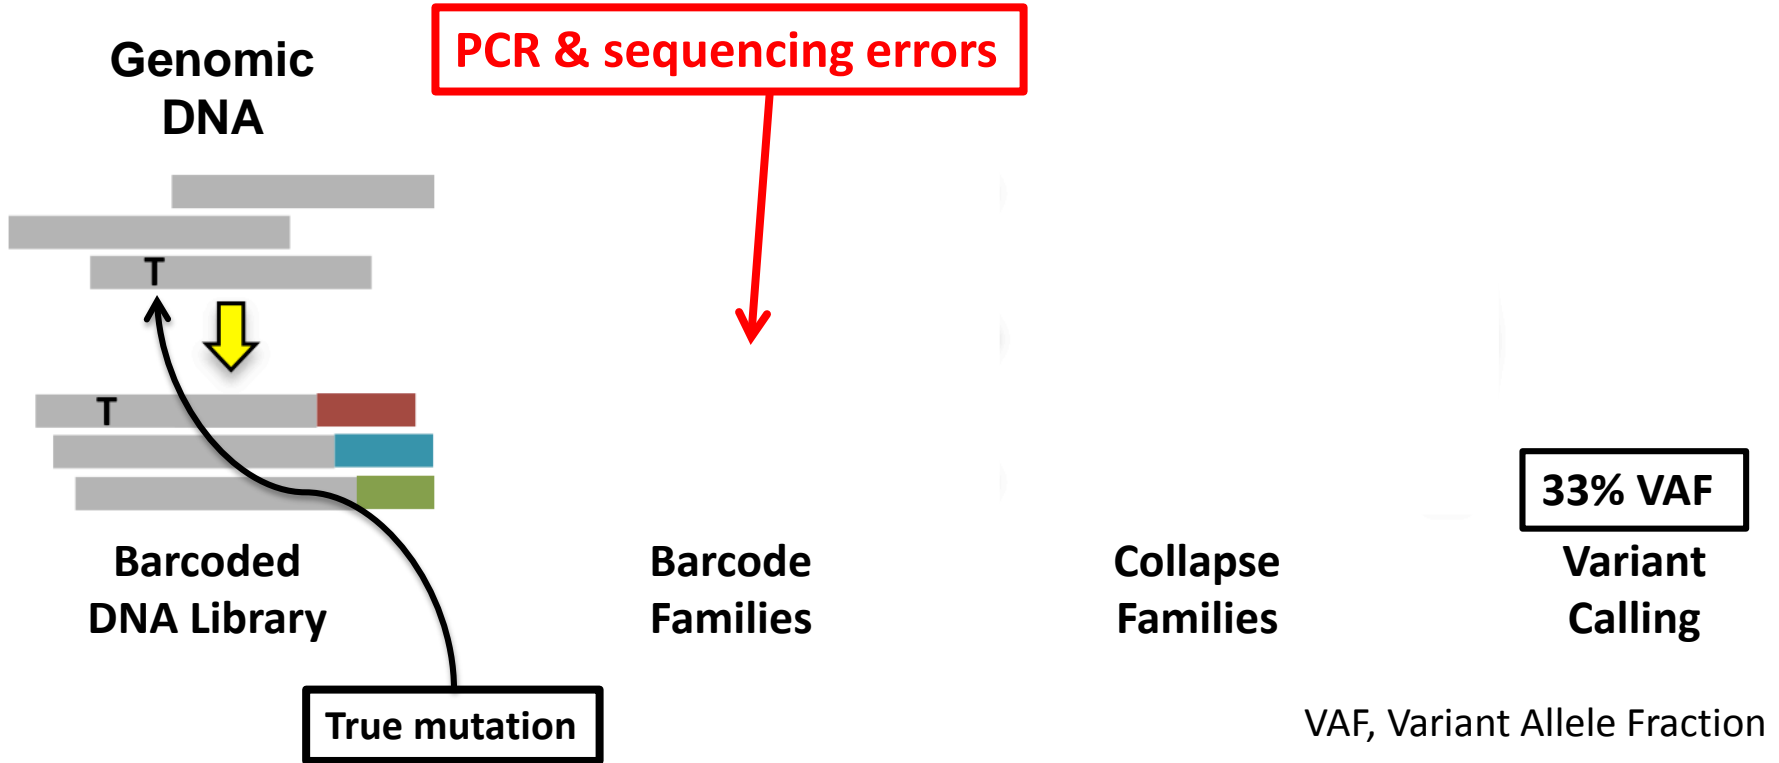 Genomic
DNA
PCR & sequencing errors
T
T
33% VAF
Barcoded
DNA Library
Barcode
Families
Collapse
Families
Variant
Calling
True mutation
VAF, Variant Allele Fraction